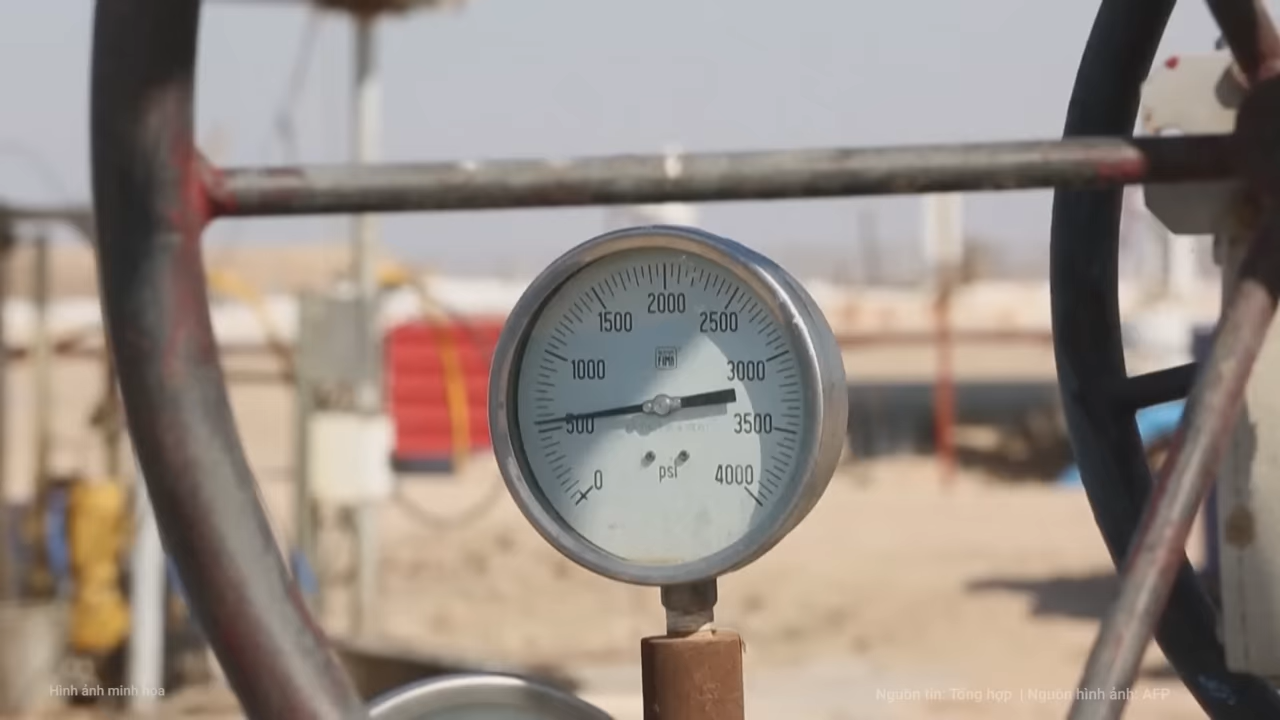 2000
1500
2500
1000
3000
500
3500
0
4000
psi
FIMA
Hình ảnh minh họa
Nguồn tin: Tổng hợp | Nguồn hình ảnh: AFP